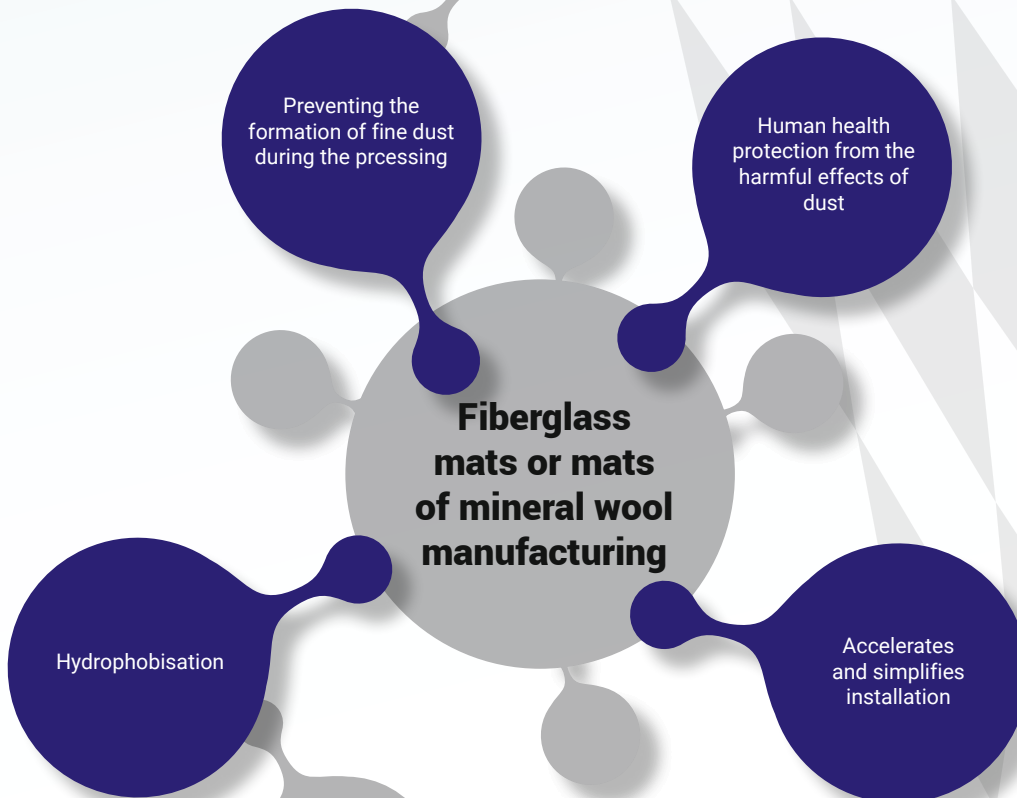 Preventing the
formation of fine dust
during the prcessing
Human health
protection from the
harmful effects of
dust
Fiberglass
mats or mats
of mineral wool
manufacturing
Hydrophobisation
Accelerates
and simplifies
installation